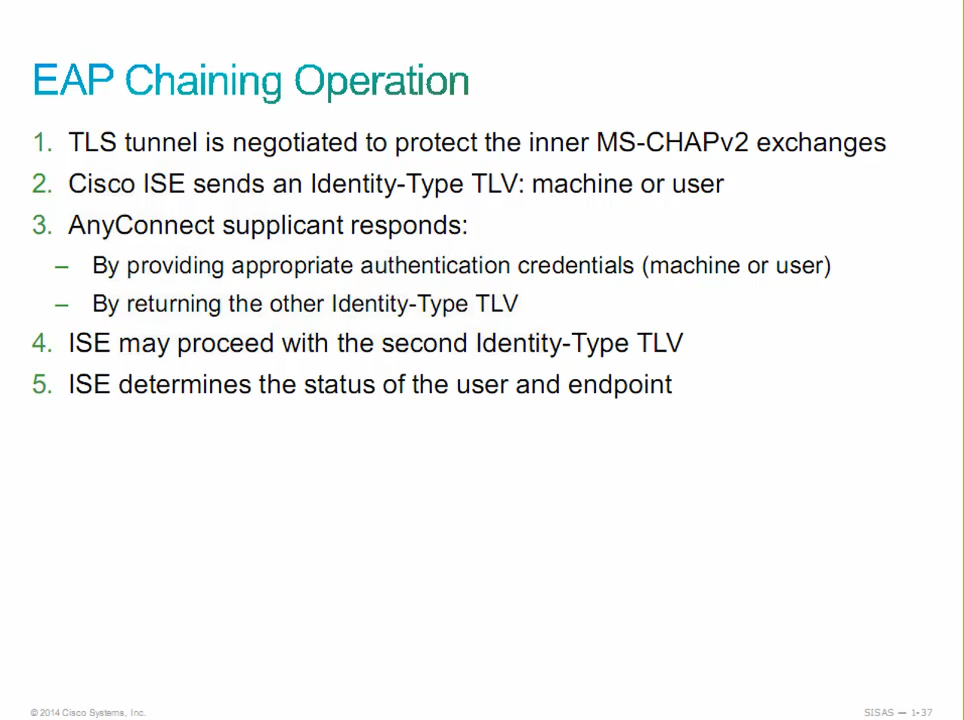 EAP Chaining Operation
1. TLS tunnel is negotiated to protect the inner MS-CHAPv2 exchanges
2. Cisco ISE sends an Identity-Type TLV: machine or user
3. AnyConnect supplicant responds:
– By providing appropriate authentication credentials (machine or user)
– By returning the other Identity-Type TLV
4. ISE may proceed with the second Identity-Type TLV
5. ISE determines the status of the user and endpoint
© 2014 Cisco Systems, Inc.
SISAS — 1-37